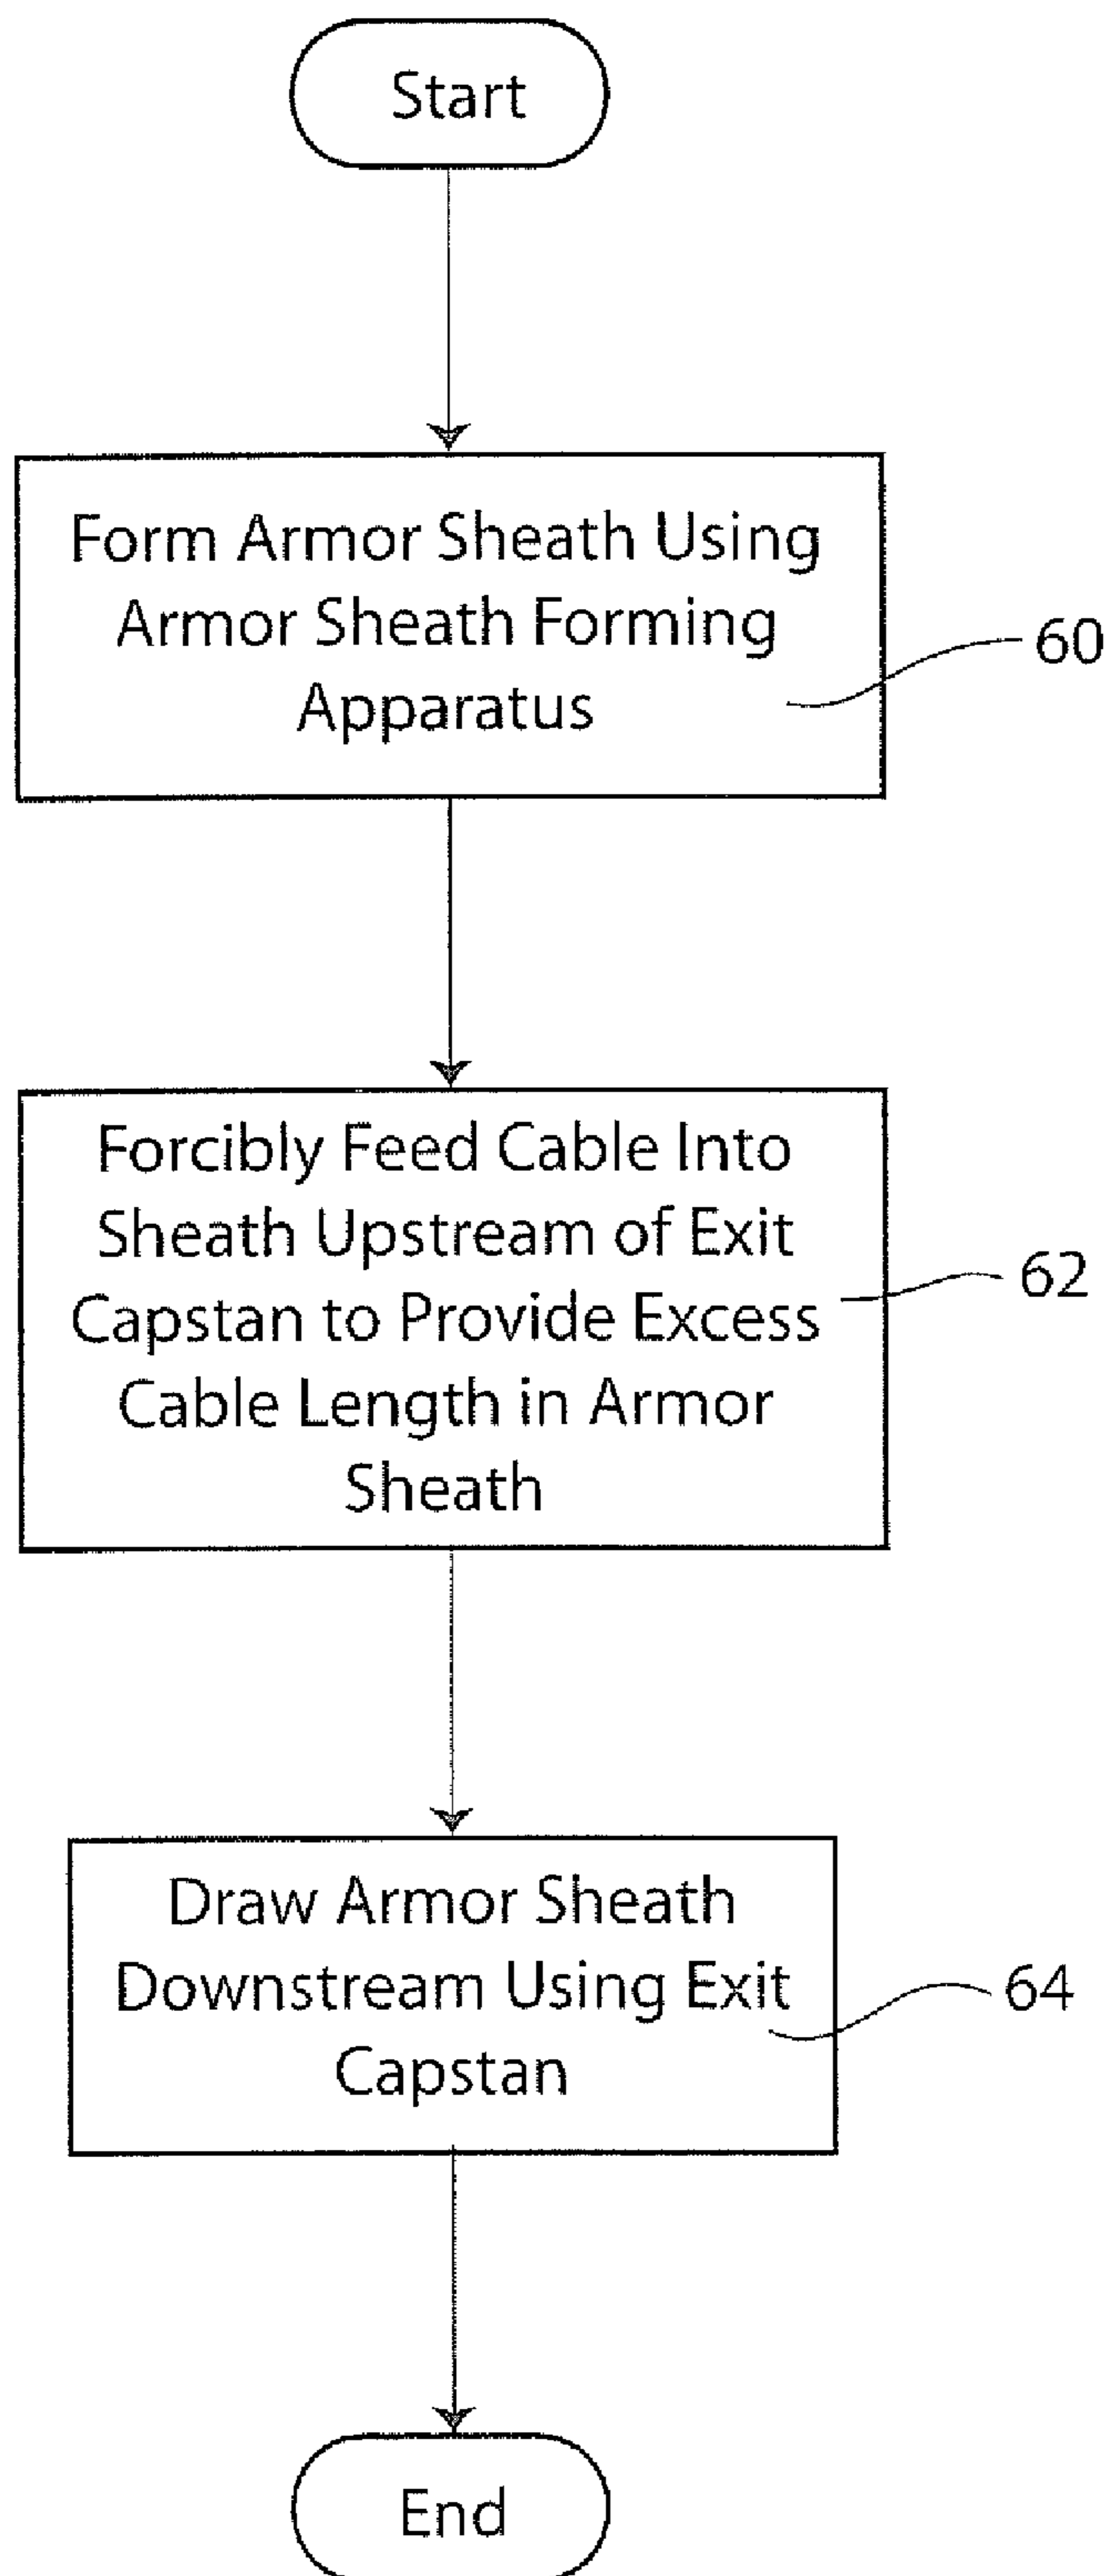 Start
Form Armor Sheath Using
Armor Sheath Forming
Apparatus
60
Forcibly Feed Cable Into
Sheath Upstream of Exit
Capstan to Provide Excess
Cable Length in Armor
Sheath
62
Draw Armor Sheath
Downstream Using Exit
Capstan
64
End